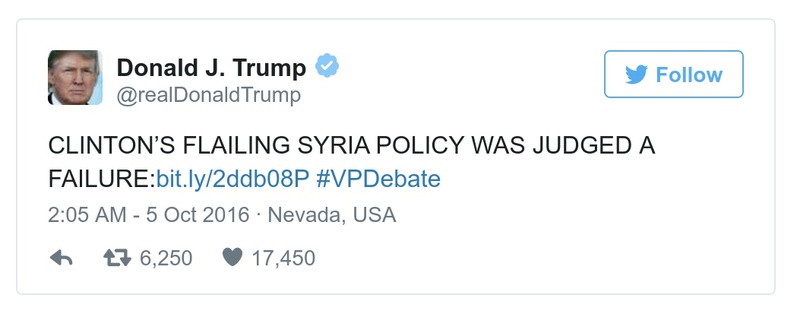 Donald J. Trump
@realDonaldTrump
Follow
CLINTON’S FLAILING SYRIA POLICY WAS JUDGED A
FAILURE:bit.ly/2ddb08P #VPDebate
2:05 AM - 5 Oct 2016 · Nevada, USA
6,250 17,450